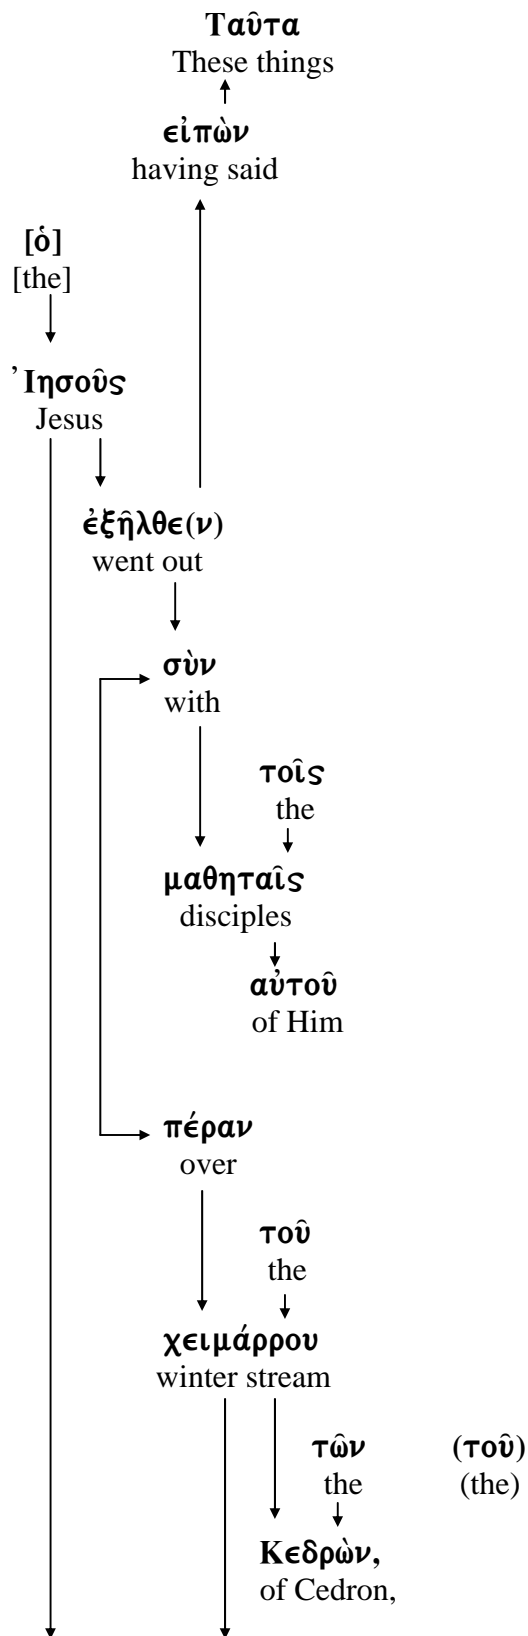 Ταῦτα
These things
εἰπὼν
having said
[ὁ]
[the]
Ἰησοῦς
Jesus
ἐξῆλθε(ν)
went out
σὺν
with
τοῖς
the
μαθηταῖς
disciples
αὐτοῦ
of Him
πέραν
over
τοῦ
the
χειμάρρου
winter stream
τῶν (τοῦ)
the (the)
Κεδρὼν,
of Cedron,